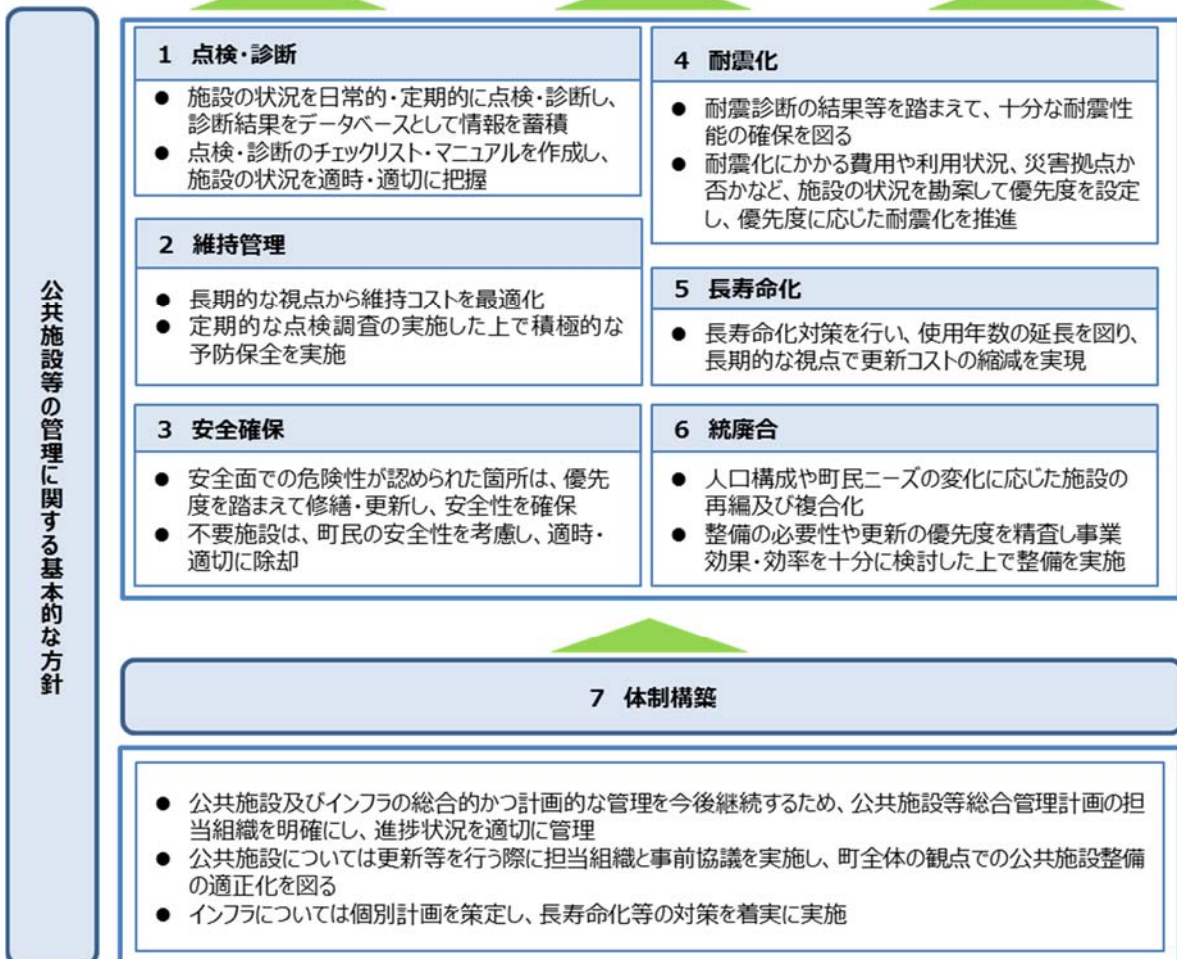 公共施設等の管理に関する基本的な方針
1 点検・診断
● 施設の状況を日常的・定期的に点検・診断し、
診断結果をデータベースとして情報を蓄積
● 点検・診断のチェックリスト・マニュアルを作成し、
施設の状況を適時・適切に把握
2 維持管理
● 長期的な視点から維持コストを最適化
● 定期的な点検調査の実施した上で積極的な
予防保全を実施
3 安全確保
● 安全面での危険性が認められた箇所は、優先
度を踏まえて修繕・更新し、安全性を確保
● 不要施設は、町民の安全性を考慮し、適時・
適切に除却
4 耐震化
● 耐震診断の結果等を踏まえて、十分な耐震性
能の確保を図る
● 耐震化にかかる費用や利用状況、災害拠点か
否かなど、施設の状況を勘案して優先度を設定
し、優先度に応じた耐震化を推進
5 長寿命化
● 長寿命化対策を行い、使用年数の延長を図り、
長期的な視点で更新コストの縮減を実現
6 統廃合
● 人口構成や町民ニーズの変化に応じた施設の
再編及び複合化
● 整備の必要性や更新の優先度を精査し事業
効果・効率を十分に検討した上で整備を実施
7 体制構築
● 公共施設及びインフラの総合的かつ計画的な管理を今後継続するため、公共施設等総合管理計画の担
当組織を明確にし、進捗状況を適切に管理
● 公共施設については更新等を行う際に担当組織と事前協議を実施し、町全体の観点での公共施設整備
の適正化を図る
● インフラについては個別計画を策定し、長寿命化等の対策を着実に実施